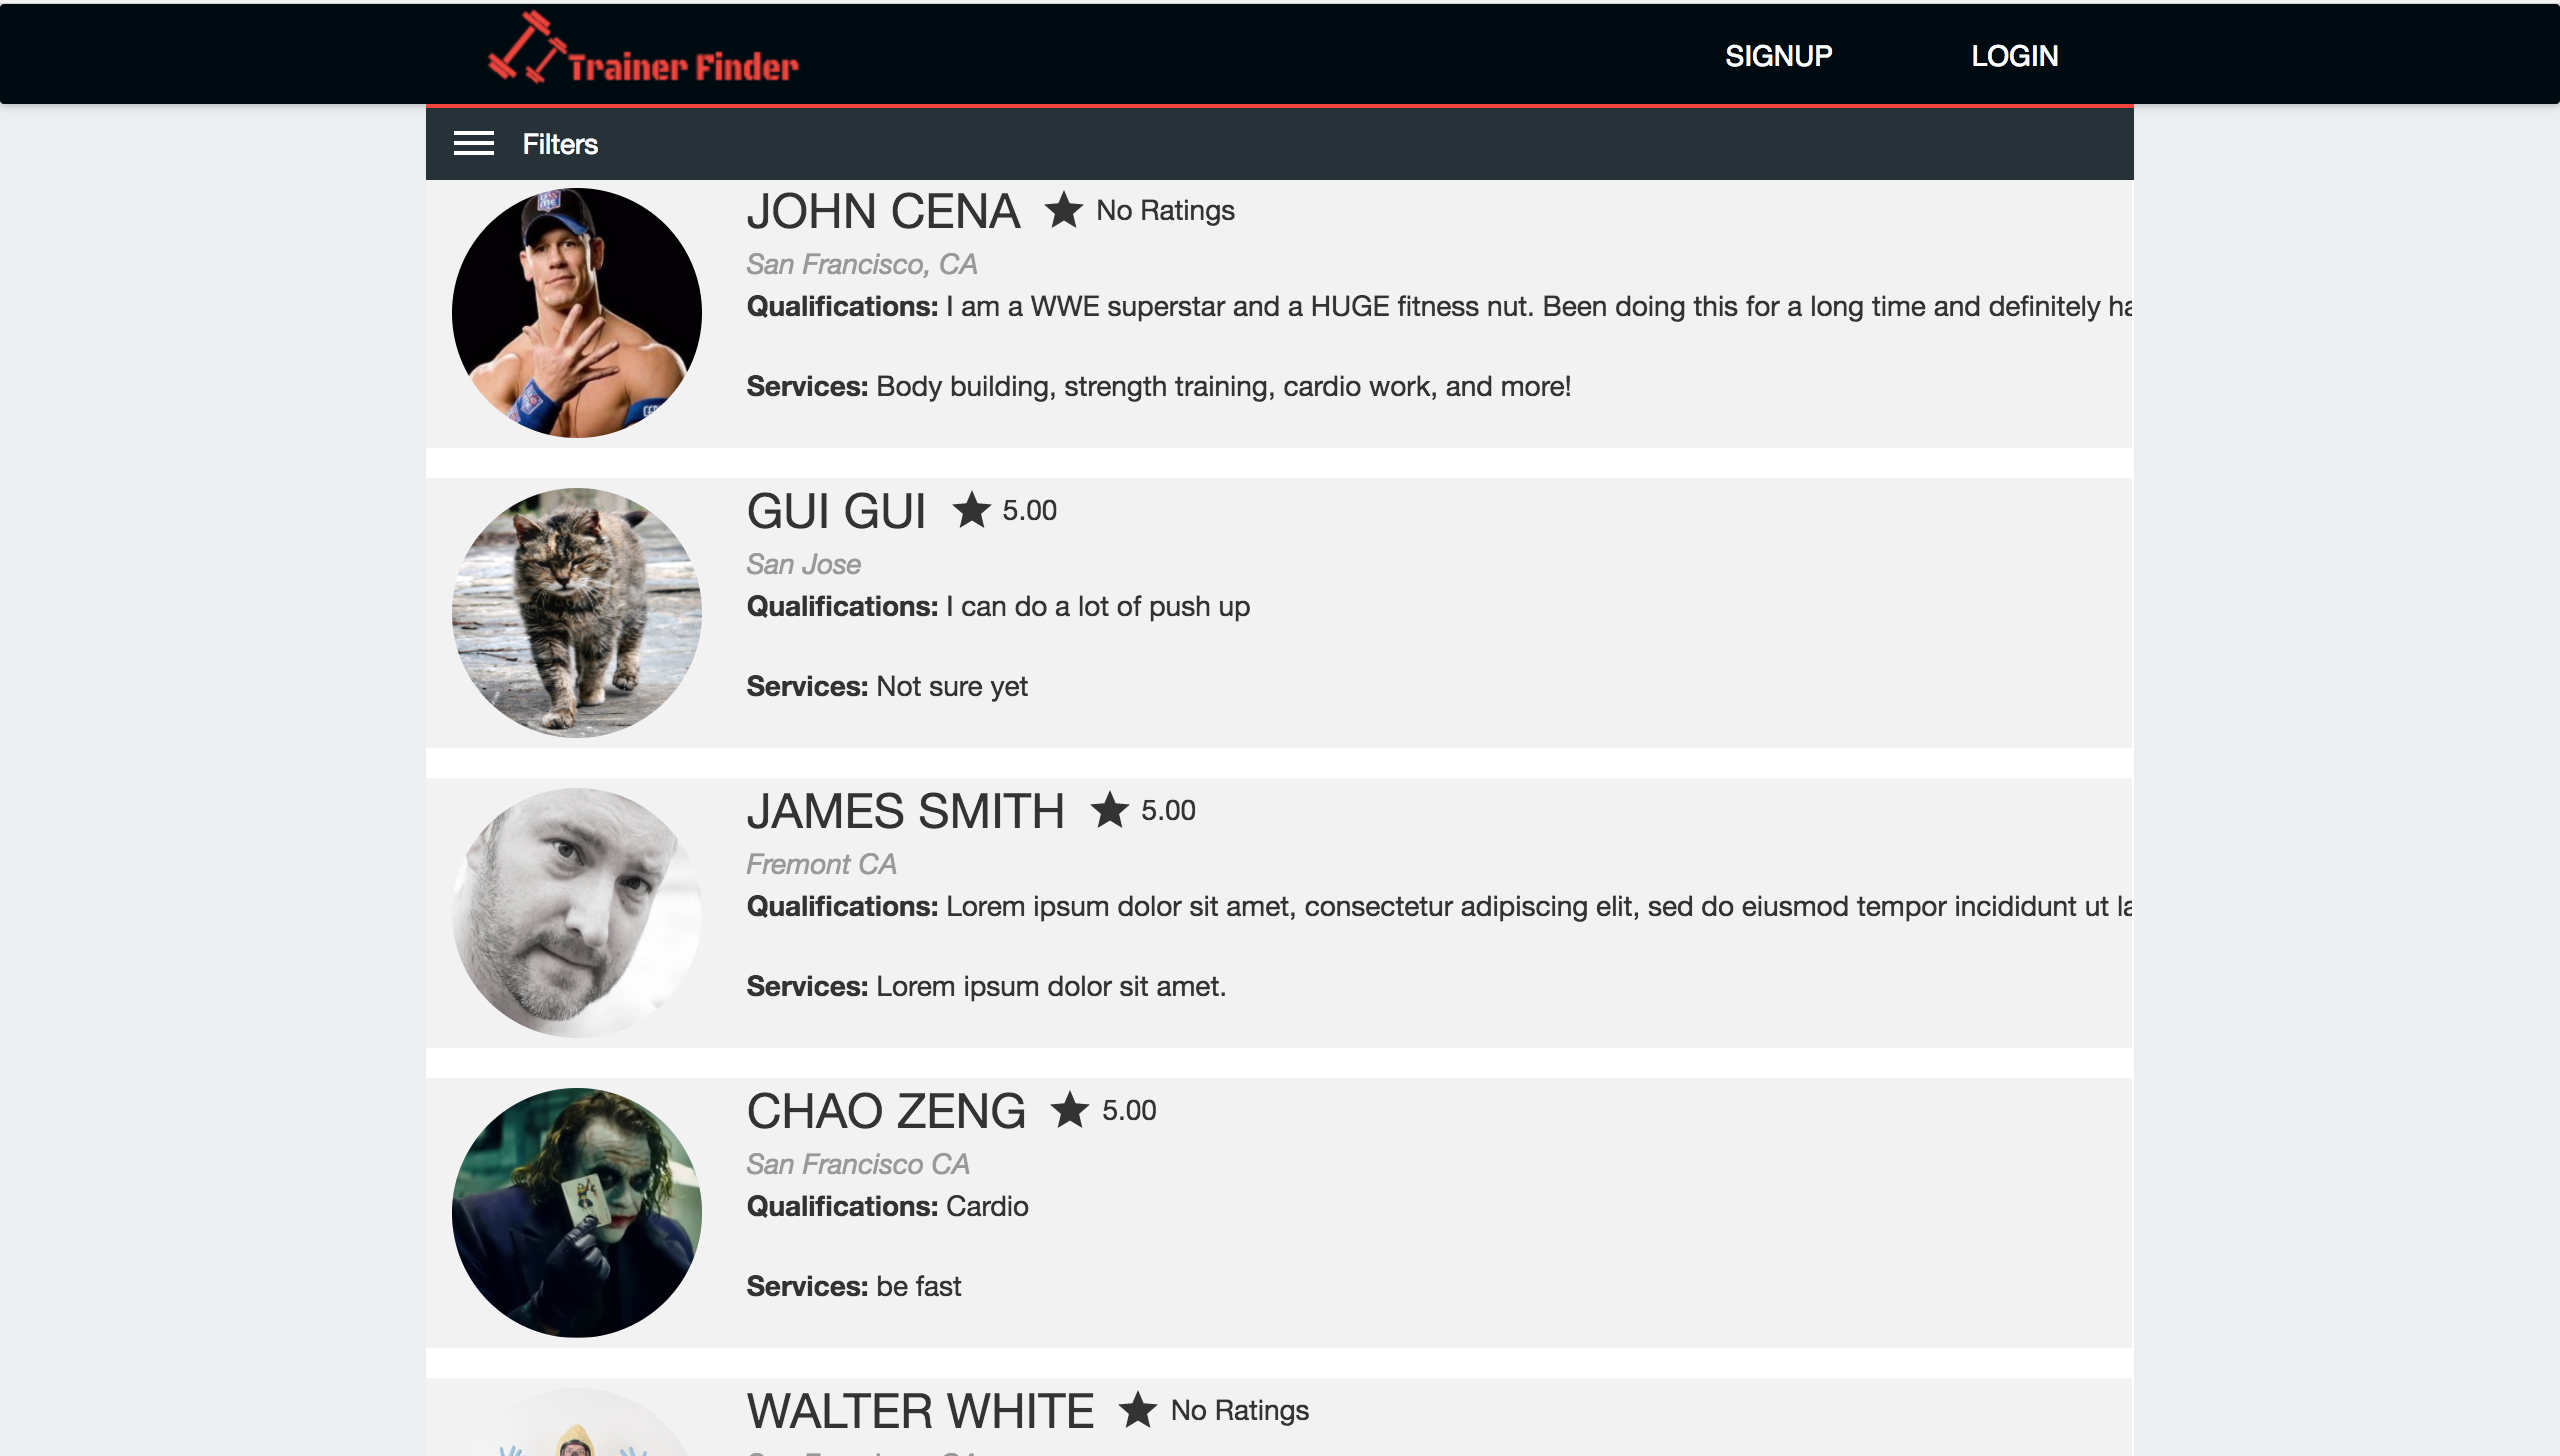 Trainer Finder
SIGNUP
LOGIN
Filters
JOHN CENA ★ No Ratings
San Francisco, CA
Qualifications: I am a WWE superstar and a HUGE fitness nut. Been doing this for a long time and definitely
Services: Body building, strength training, cardio work, and more!
GUI GUI ★ 5.00
San Jose
Qualifications: I can do a lot of push up
Services: Not sure yet
JAMES SMITH ★ 5.00
Fremont CA
Qualifications: Lorem ipsum dolor sit amet, consectetur adipiscing elit, sed do eiusmod tempor incididunt ut
Services: Lorem ipsum dolor sit amet.
CHAO ZENG ★ 5.00
San Francisco CA
Qualifications: Cardio
Services: be fast
WALTER WHITE ★ No Ratings